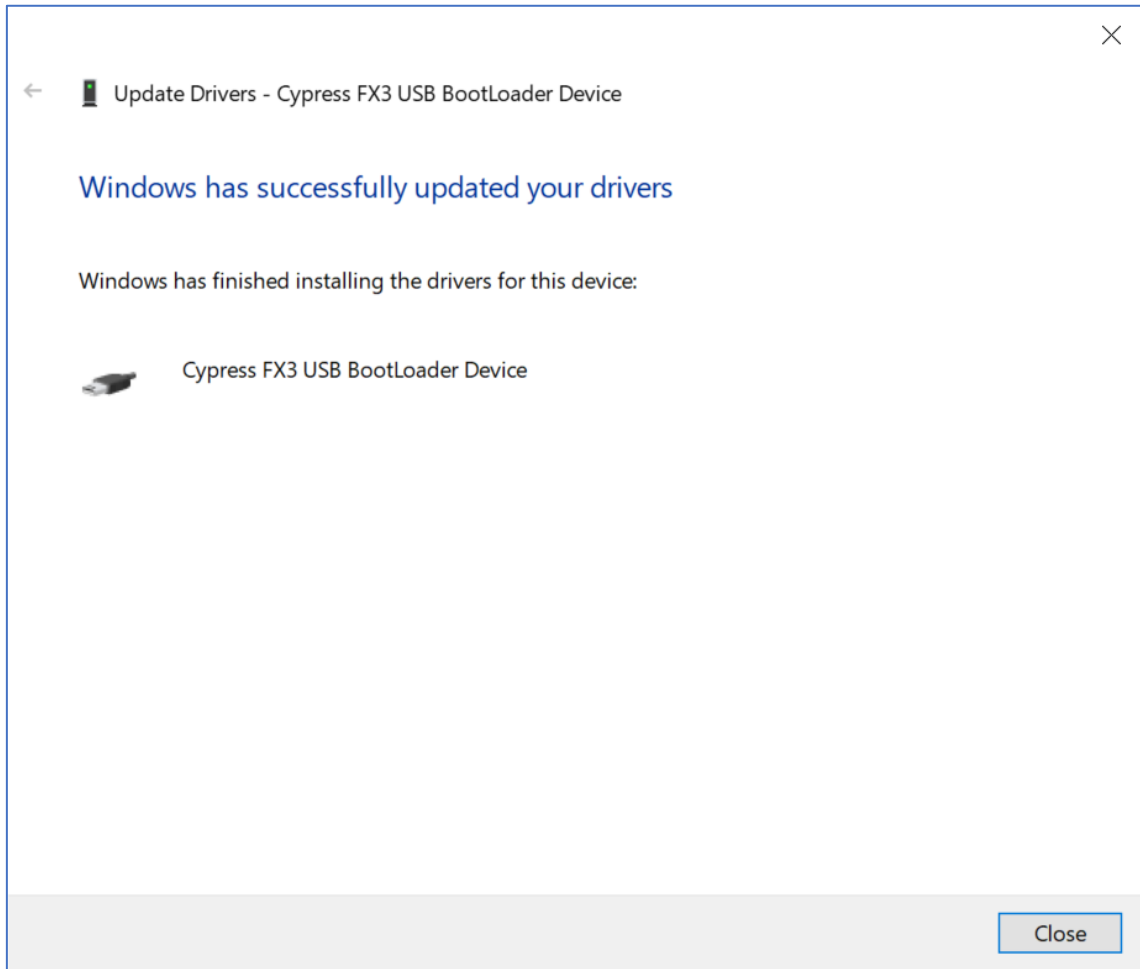 Update Drivers - Cypress FX3 USB BootLoader Device
Windows has successfully updated your drivers
Windows has finished installing the drivers for this device:
Cypress FX3 USB BootLoader Device
Close